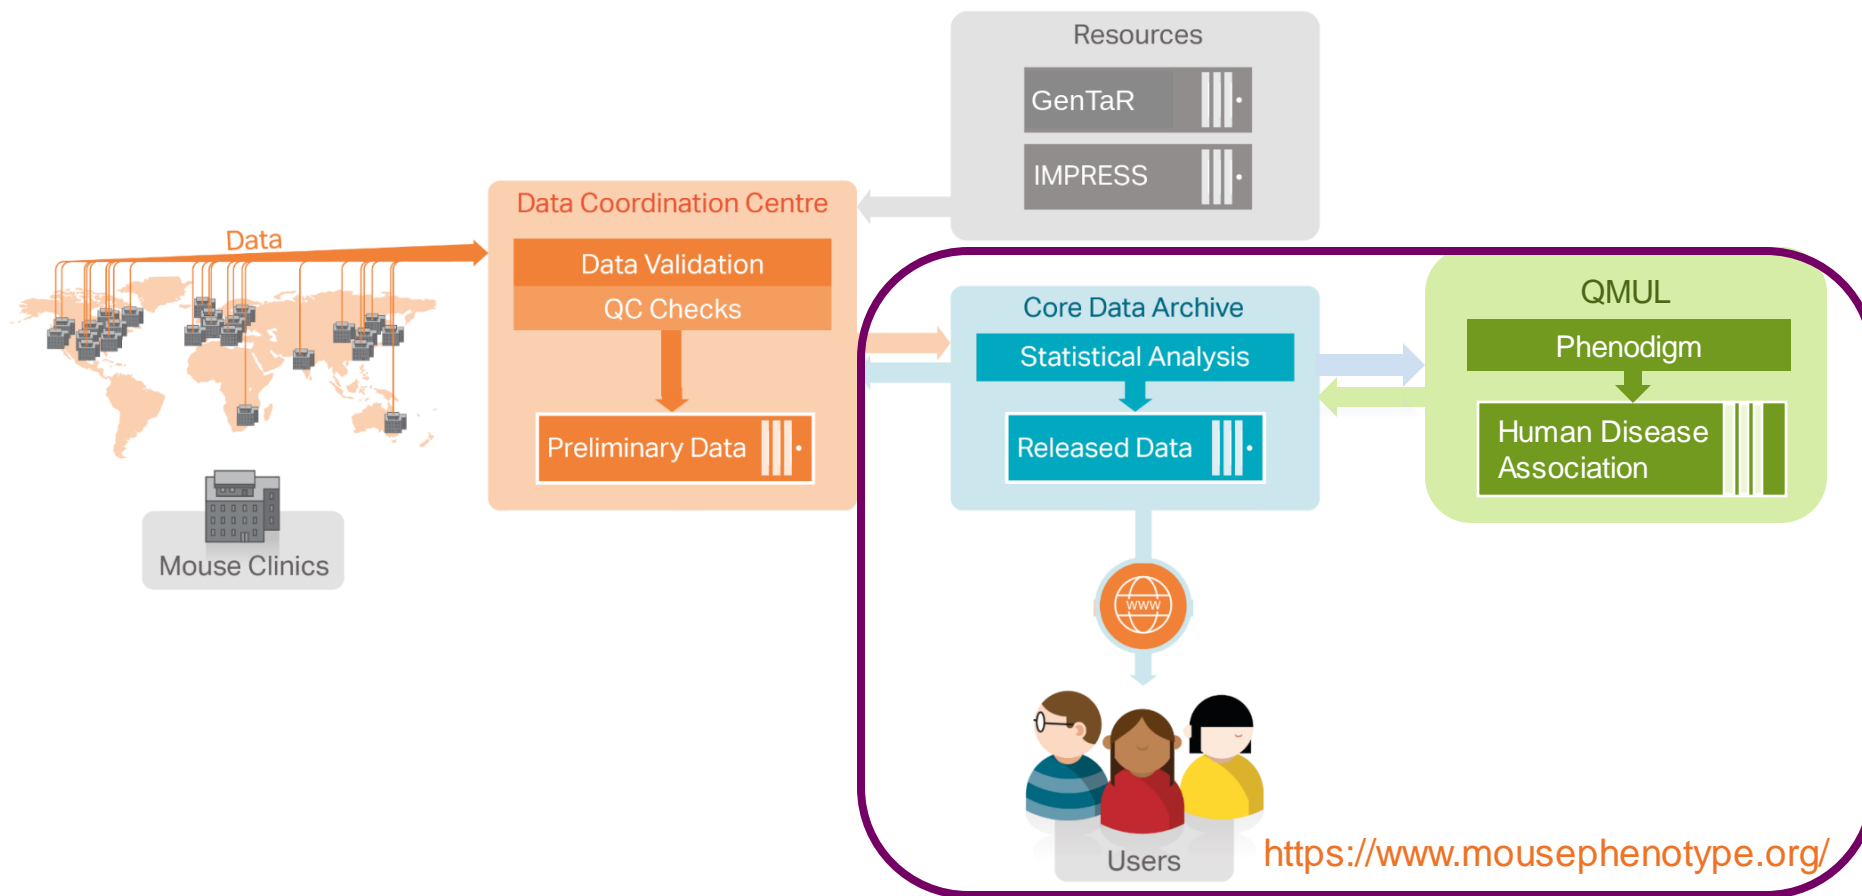 Resources
GenTaR
IMPRESS
Data Coordination Centre
Data
Data Validation
QC Checks
Preliminary Data
Mouse Clinics
Core Data Archive
Statistical Analysis
Released Data
QMUL
Phenodigm
Human Disease
Association
www
Users
https://www.mousephenotype.org/